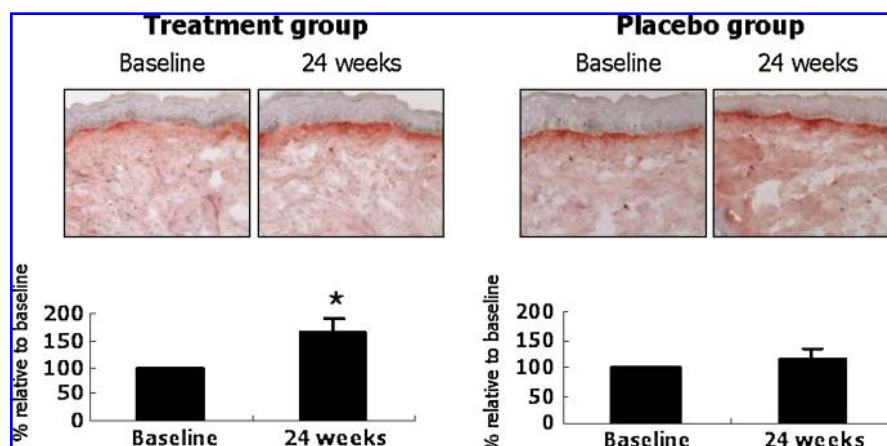 Treatment group
Placebo group
Baseline
24 weeks
Baseline
24 weeks
% relative to baseline
200
150
100
50
0
*
Baseline
24 weeks
% relative to baseline
200
150
100
50
0
Baseline
24 weeks